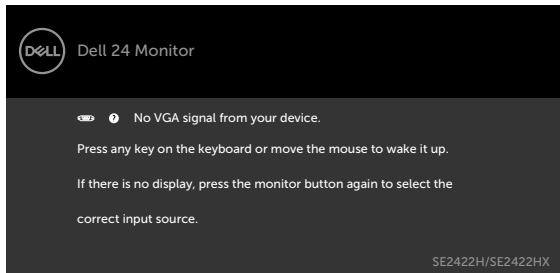 DELL
Dell 24 Monitor
? No VGA signal from your device.
Press any key on the keyboard or move the mouse to wake it up.
If there is no display, press the monitor button again to select the
correct input source.
SE2422H/SE2422HX